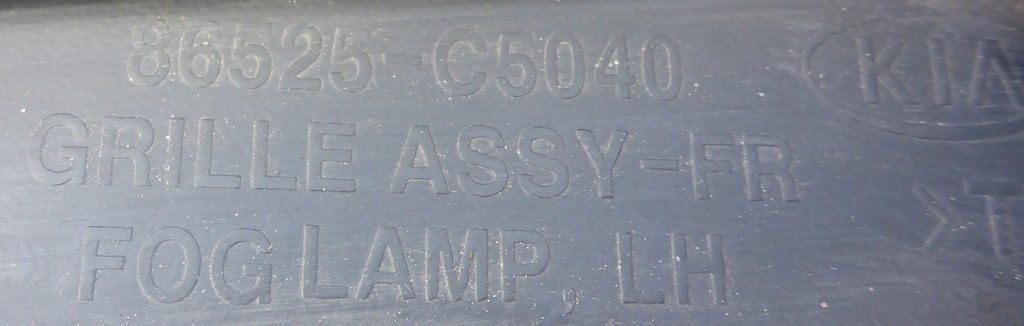 86525-C5040
KIA
GRILLE ASSY-FR
>T
FOG LAMP, LH